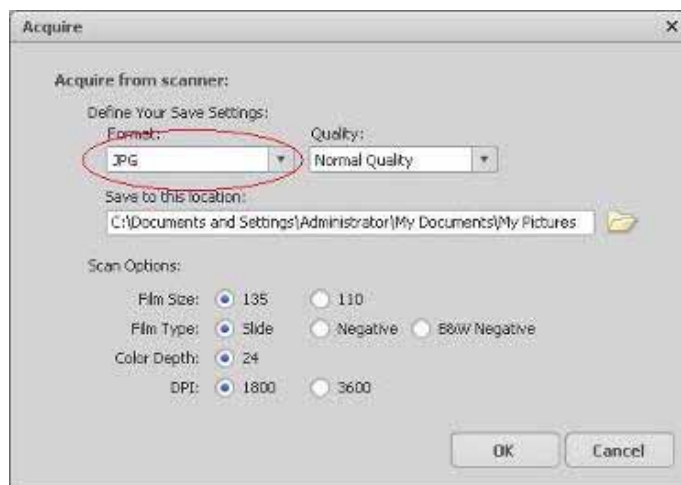 Acquire
Acquire from scanner:
Define Your Save Settings:
Format: Quality:
JPG Normal Quality
Save to this location:
C:\Documents and Settings\Administrator\My Documents\My Pictures
Scan Options:
Film Size: 135 110
Film Type: Slide Negative B&W Negative
Color Depth: 24
DPI: 1800 3600
OK Cancel